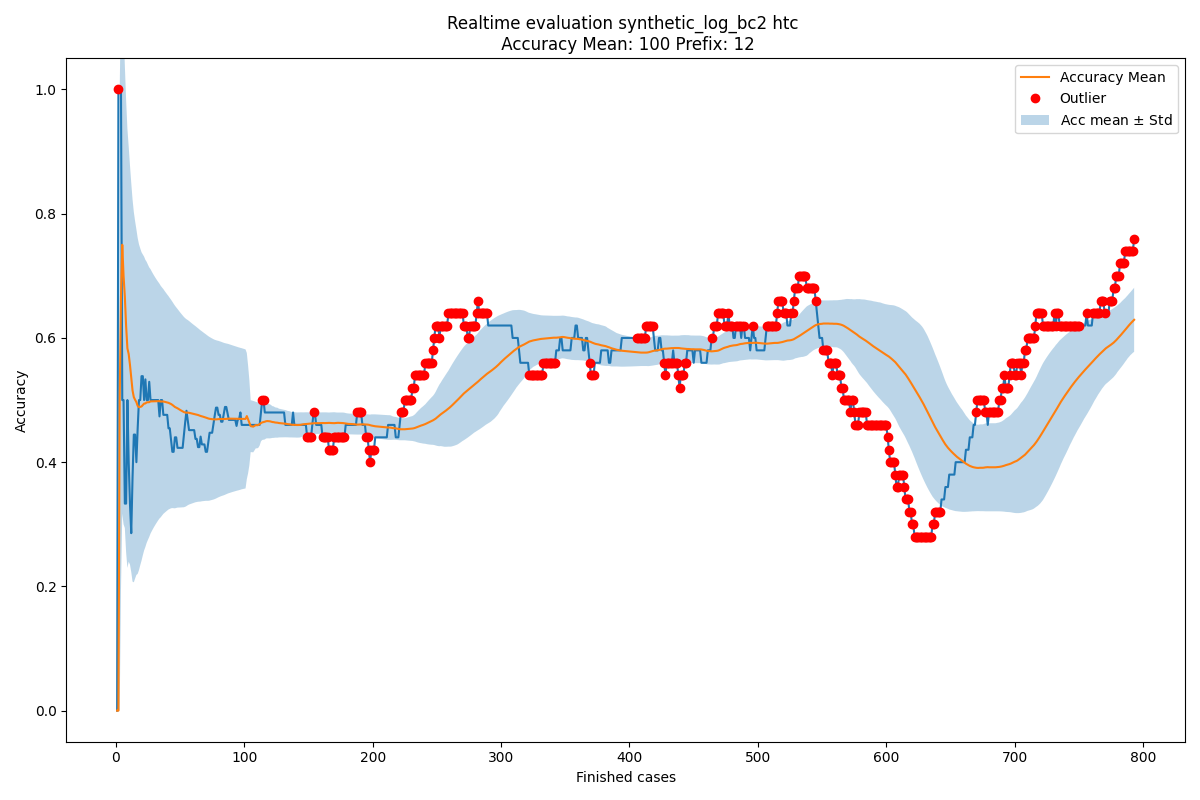 Realtime evaluation synthetic_log_bc2 htc
Accuracy Mean: 100 Prefix: 12
Accuracy Mean
Outlier
Acc mean ± Std
1.0
0.8
0.6
0.4
0.2
0.0
Accuracy
0 100 200 300 400 500 600 700 800
Finished cases